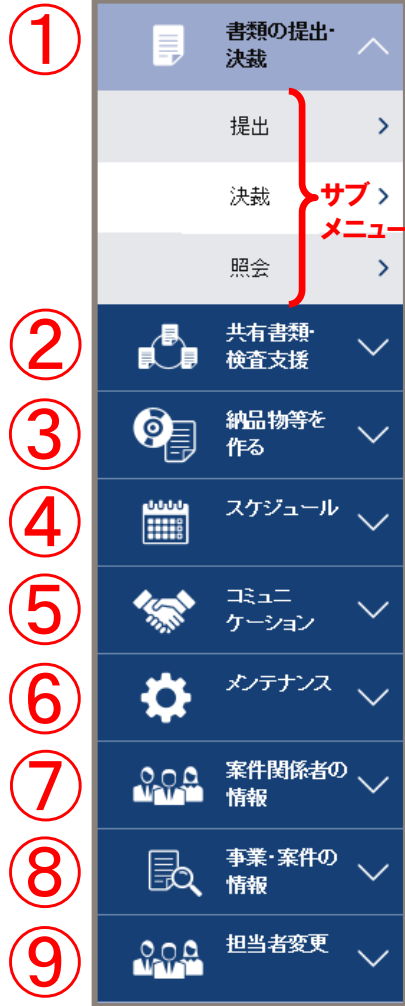 ①
書類の提出・
決裁
提出
決裁
照会
サブ
メニュー
②
共有書類・
検査支援
③
納品物等を
作る
④
スケジュール
⑤
コミュニ
ケーション
⑥
メンテナンス
⑦
案件関係者の
情報
⑧
事業・案件の
情報
⑨
担当者変更